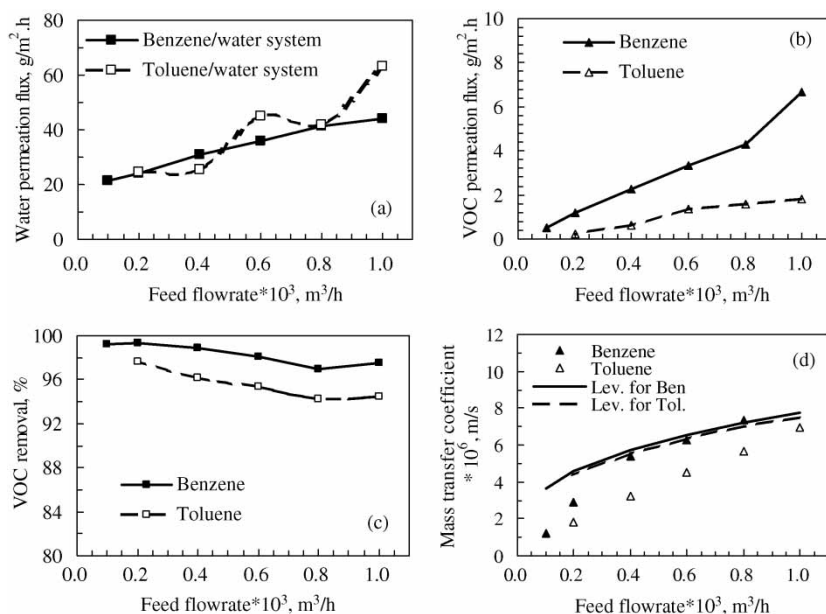 Water permeation flux, g/m².h
80
60
40
20
0
Benzene/water system
Toluene/water system
(a)
0.0 0.2 0.4 0.6 0.8 1.0
Feed flowrate*10³, m³/h
VOC permeation flux, g/m².h
10
8
6
4
2
0
(b)
Benzene
Toluene
0.0 0.2 0.4 0.6 0.8 1.0
Feed flowrate*10³, m³/h
VOC removal, %
100
96
92
88
84
80
Benzene
Toluene
(c)
0.0 0.2 0.4 0.6 0.8 1.0
Feed flowrate*10³, m³/h
Mass transfer coefficient
* 10⁶, m/s
12
10
8
6
4
2
0
Benzene
Toluene
Lev. for Ben
Lev. for Tol.
(d)
0.0 0.2 0.4 0.6 0.8 1.0
Feed flowrate*10³, m³/h